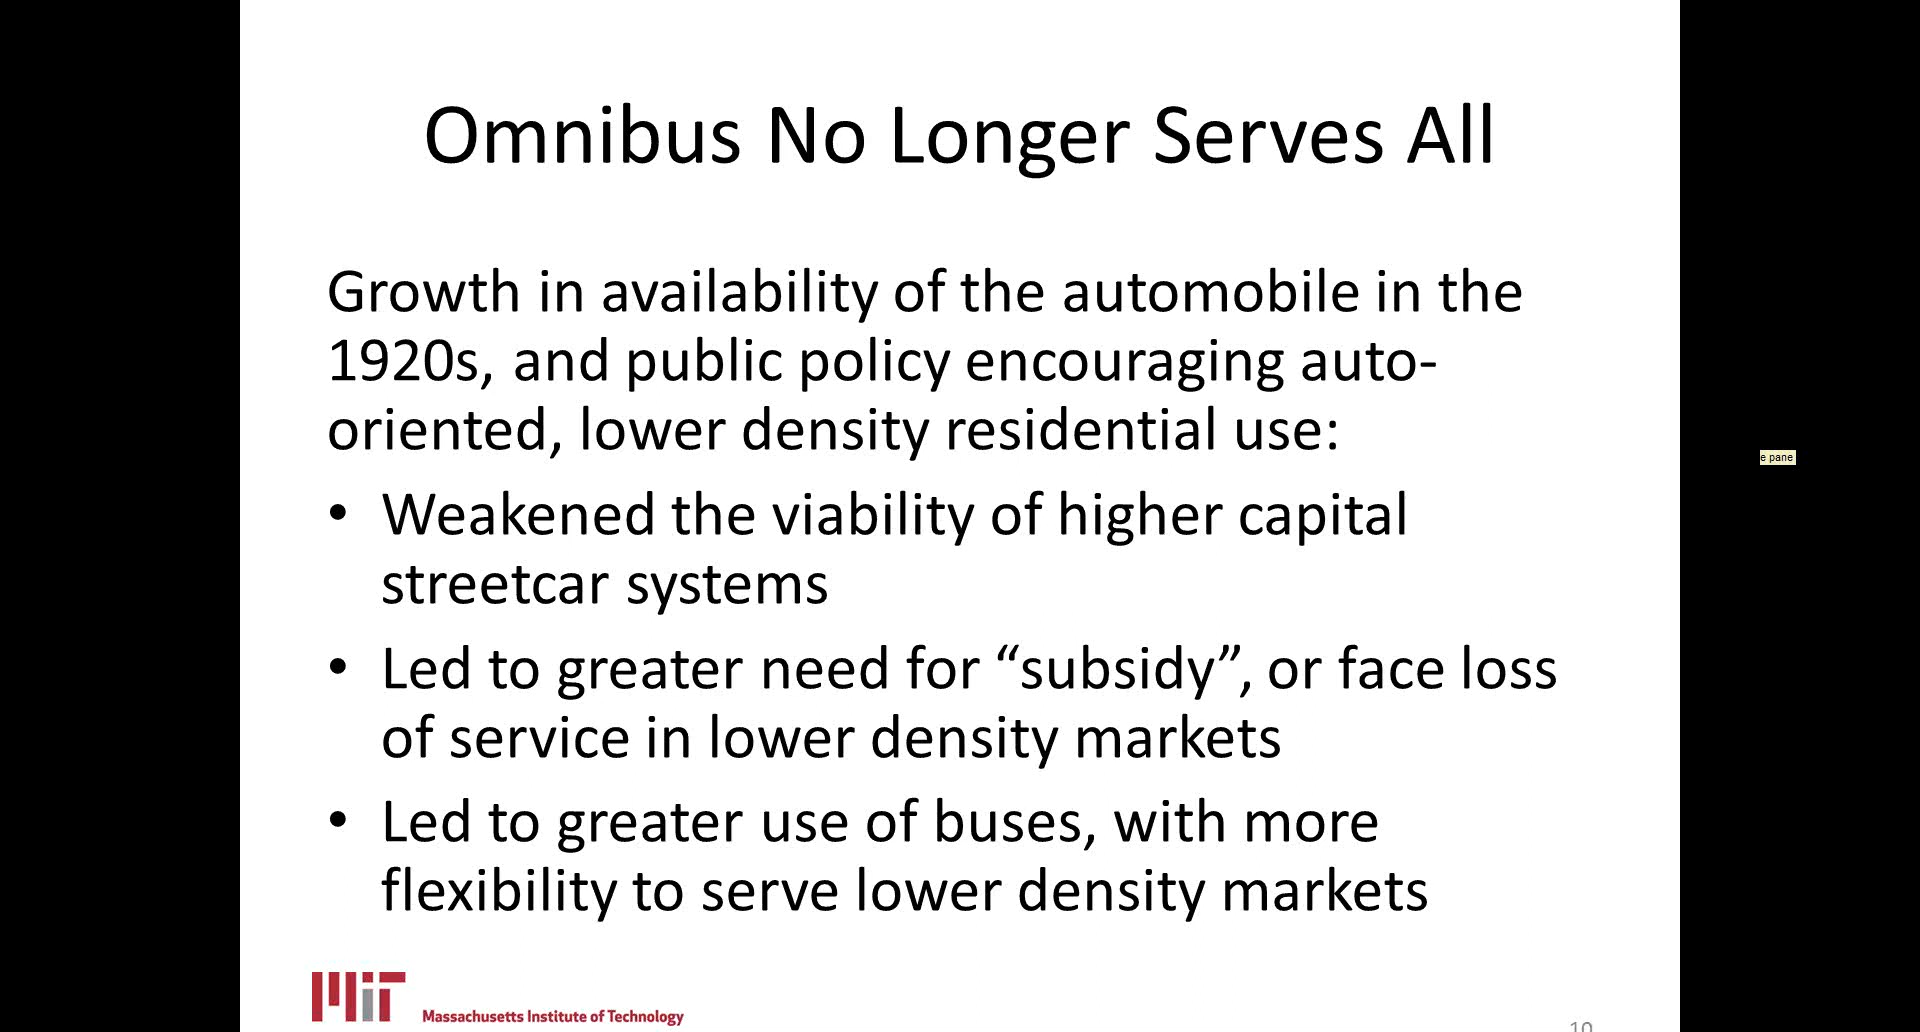 Omnibus No Longer Serves All
Growth in availability of the automobile in the
1920s, and public policy encouraging auto-
oriented, lower density residential use:
• Weakened the viability of higher capital
streetcar systems
• Led to greater need for “subsidy”, or face loss
of service in lower density markets
• Led to greater use of buses, with more
flexibility to serve lower density markets
e pane
MIT
Massachusetts Institute of Technology
10